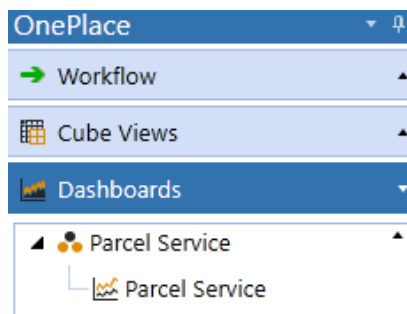 OnePlace
Workflow
Cube Views
Dashboards
Parcel Service
Parcel Service